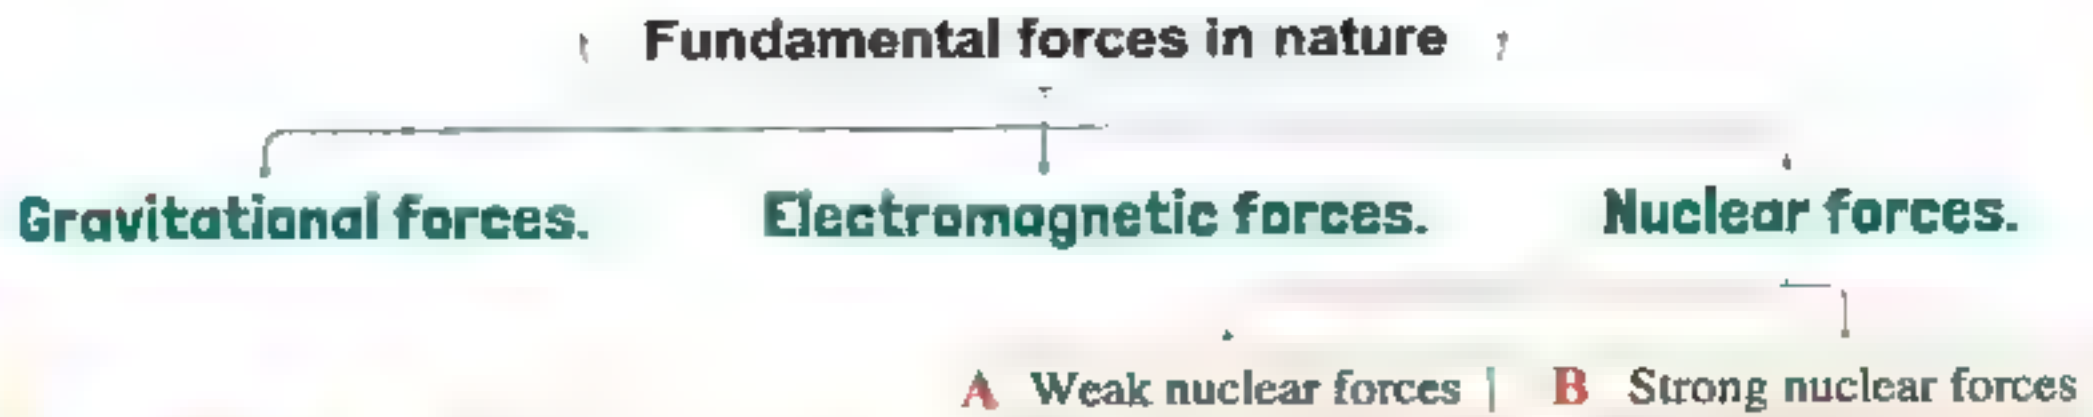 Fundamental forces in nature
Gravitational forces. Electromagnetic forces. Nuclear forces.
A Weak nuclear forces B Strong nuclear forces